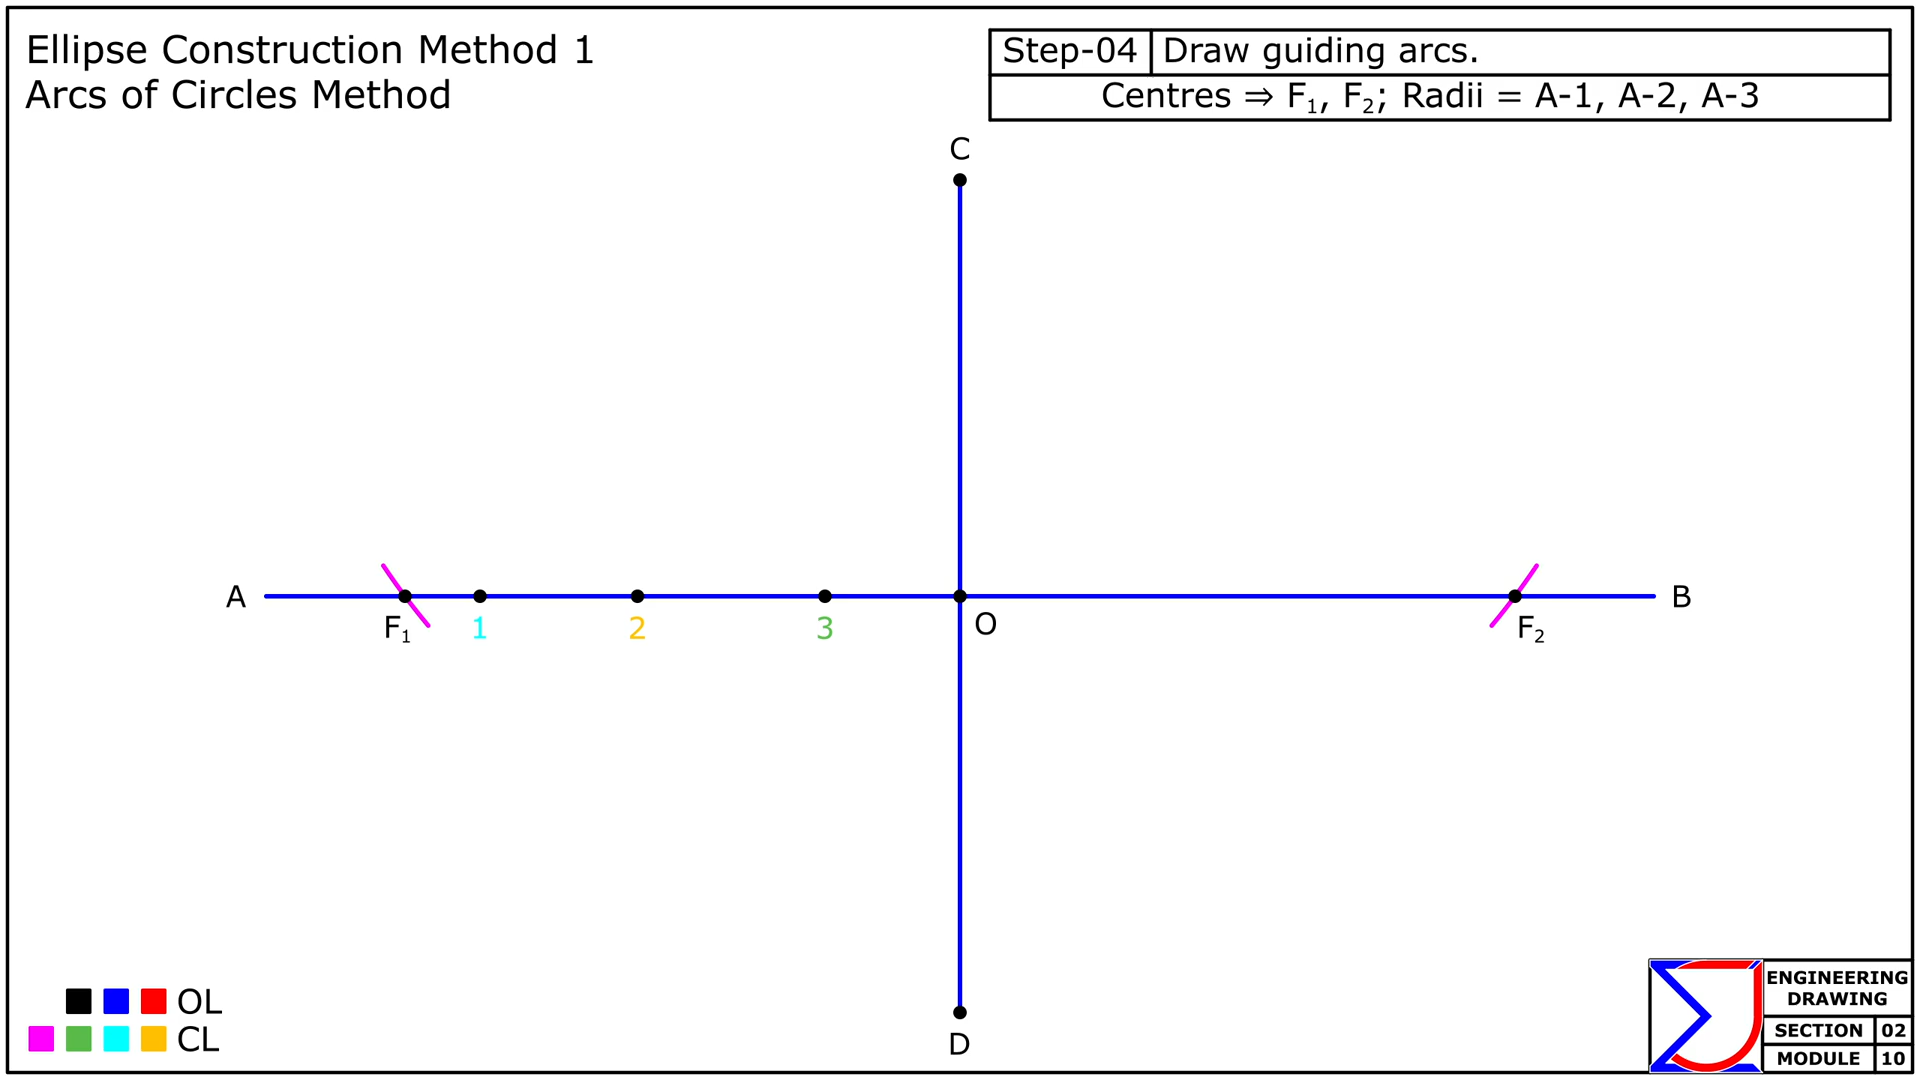 Ellipse Construction Method 1
Arcs of Circles Method
Step-04 Draw guiding arcs.
Centres ⇒ F₁, F₂; Radii = A-1, A-2, A-3
C
A
B
F₁
1
2
3
O
F₂
D
OL
CL
ENGINEERING
DRAWING
SECTION 02
MODULE 10